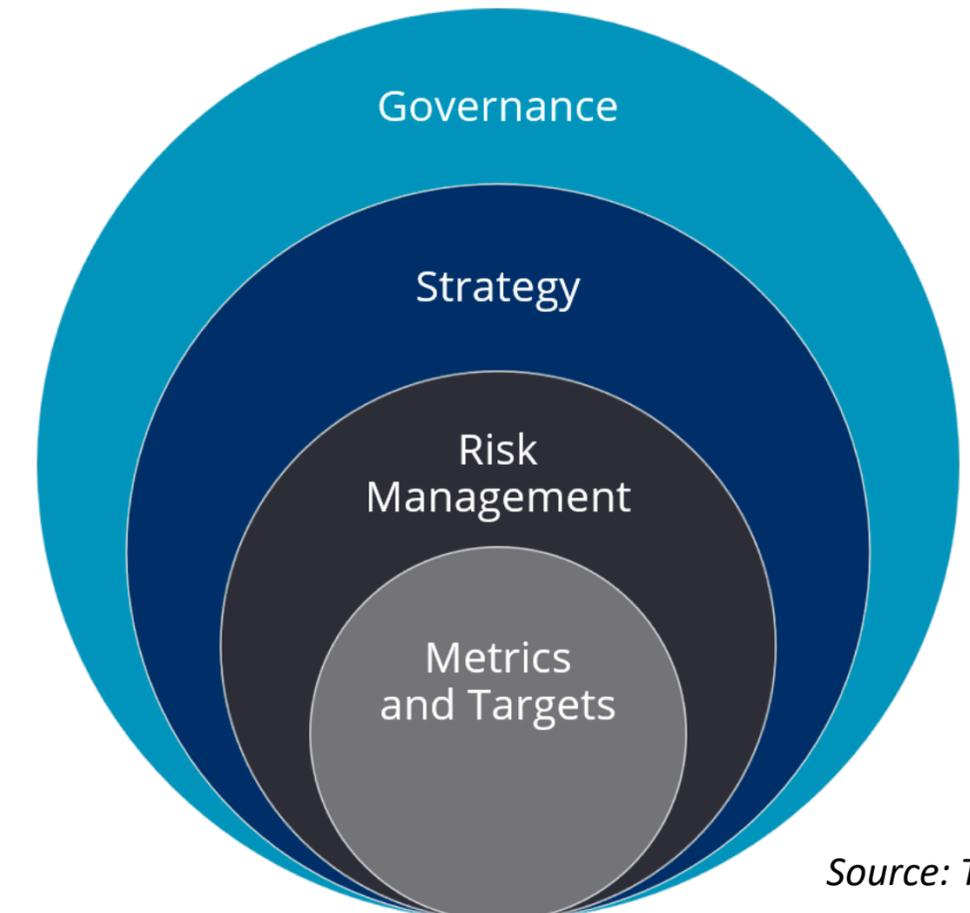 Governance
Strategy
Risk
Management
Metrics
and Targets
Source: